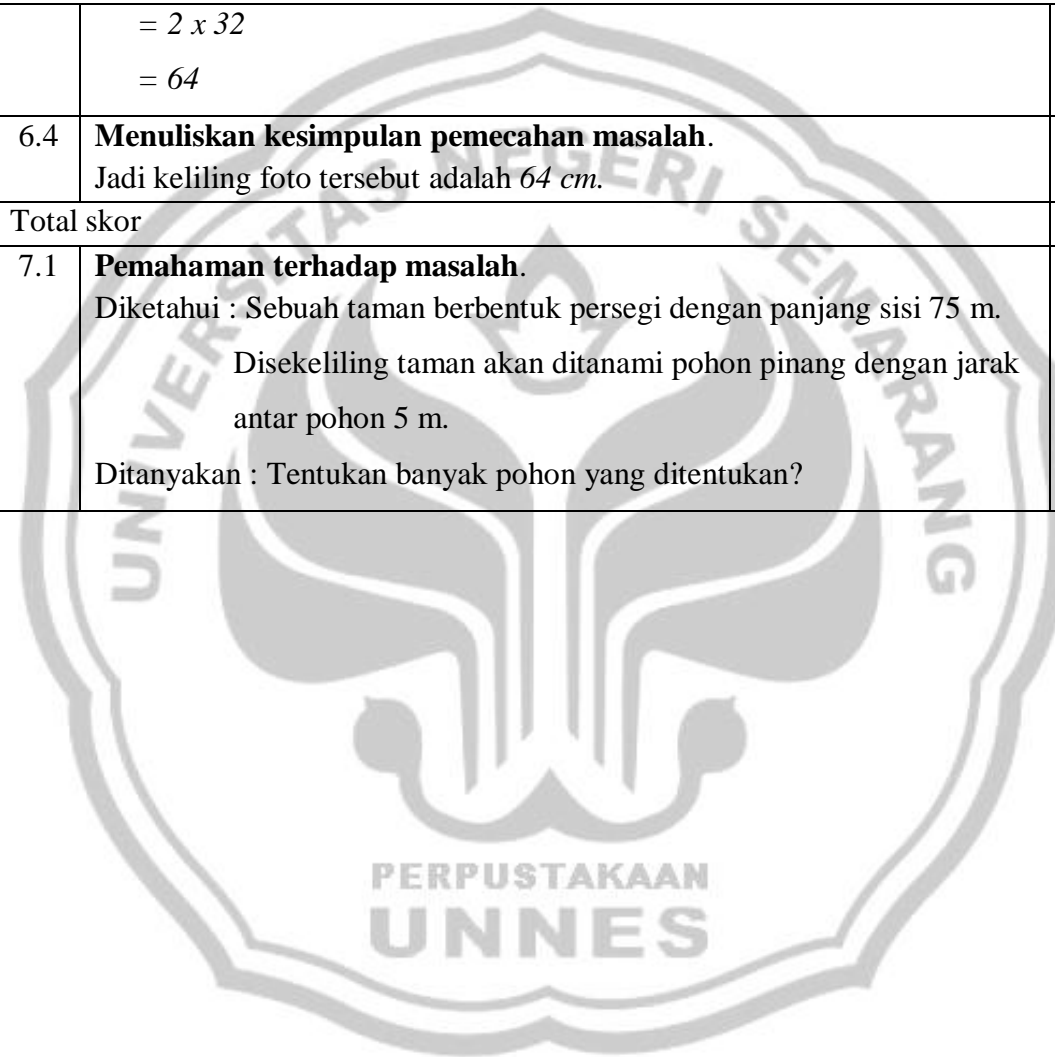 = 2 x 32
= 64
6.4 Menuliskan kesimpulan pemecahan masalah.
Jadi keliling foto tersebut adalah 64 cm.
Total skor
7.1 Pemahaman terhadap masalah.
Diketahui : Sebuah taman berbentuk persegi dengan panjang sisi 75 m.
Disekeliling taman akan ditanami pohon pinang dengan jarak
antar pohon 5 m.
Ditanyakan : Tentukan banyak pohon yang ditentukan?
UNIVERSITAS NEGERI SEMARANG
PERPUSTAKAAN
UNNES